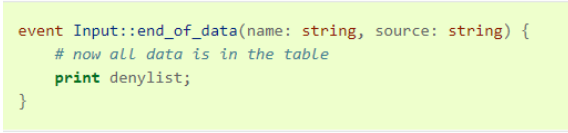 event Input::end_of_data(name: string, source: string) {
    # now all data is in the table
    print denylist;
}